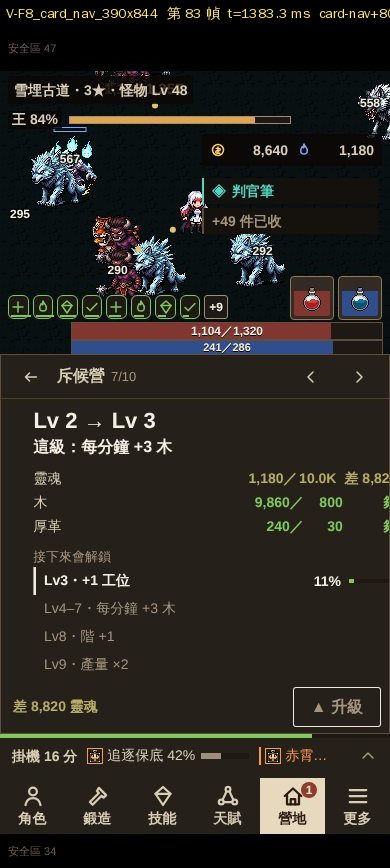 V-F8_card_nav_390x844 第 83 幀 t=1383.3 ms card-nav+80
安全區 47
雪埋古道・3★・怪物 Lv 48
王 84%
558
8,640 1,180
567
判官筆
295
+49 件已收
292
290
+9
1,104／1,320
241／286
斥候營 7/10
Lv 2 → Lv 3
這級：每分鐘 +3 木
靈魂 1,180／10.0K 差 8,82
木 9,860／ 800
厚革 240／ 30
接下來會解鎖
Lv3・+1 工位 11%
Lv4–7・每分鐘 +3 木
Lv8・階 +1
Lv9・產量 ×2
差 8,820 靈魂 ▲ 升級
掛機 16 分 追逐保底 42% 赤霄…
1
角色 鍛造 技能 天賦 營地 更多
安全區 34